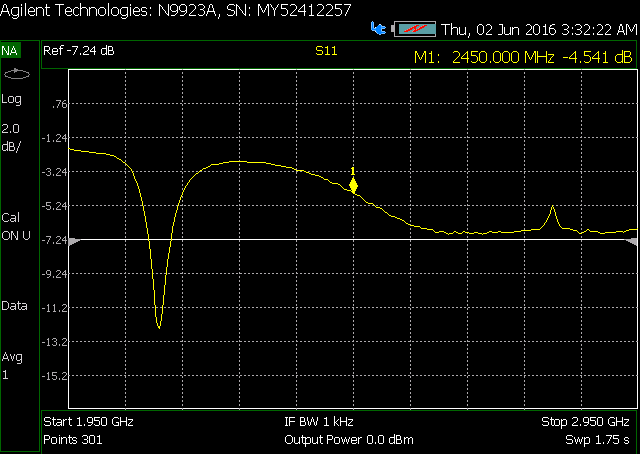 Agilent Technologies: N9923A, SN: MY52412257
Thu, 02 Jun 2016 3:32:22 AM
NA Ref -7.24 dB S11 M1: 2450.000 MHz -4.541 dB
Log
2.0
dB/
Cal
ON U
Data
Avg
1
-.76
-1.24
-3.24
-5.24
-7.24
-9.24
-11.2
-13.2
-15.2
1
Start 1.950 GHz IF BW 1 kHz Stop 2.950 GHz
Points 301 Output Power 0.0 dBm Swp 1.75 s